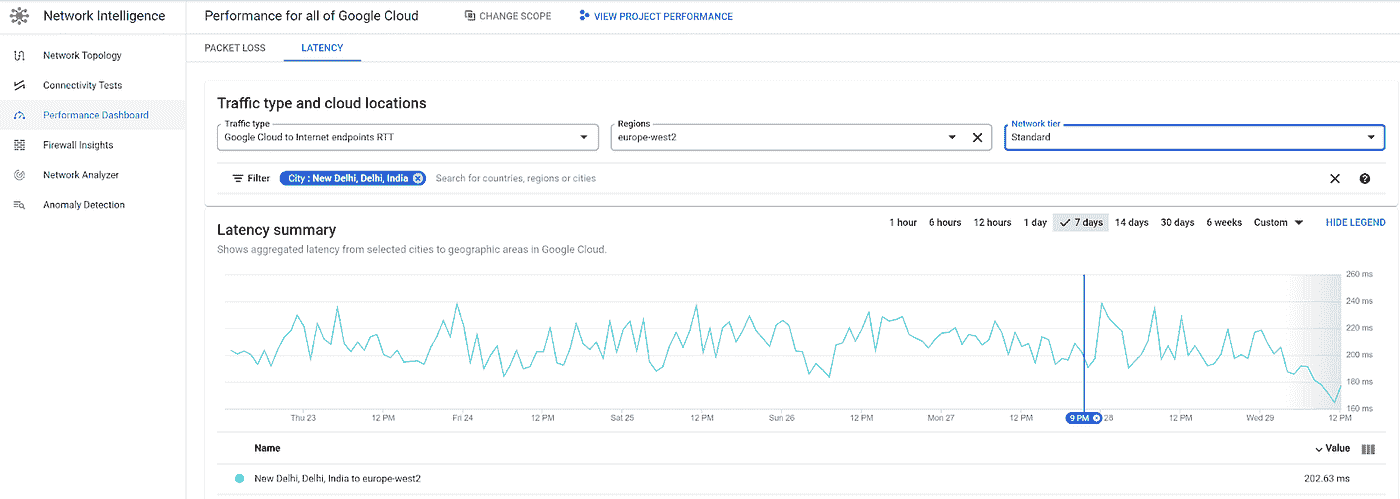 Network Intelligence
Performance for all of Google Cloud
CHANGE SCOPE
VIEW PROJECT PERFORMANCE
Network Topology
Connectivity Tests
Performance Dashboard
Firewall Insights
Network Analyzer
Anomaly Detection
PACKET LOSS
LATENCY
Traffic type and cloud locations
Traffic type
Google Cloud to Internet endpoints RTT
Regions
europe-west2
Network tier
Standard
Filter
City : New Delhi, Delhi, India
Search for countries, regions or cities
Latency summary
1 hour 6 hours 12 hours 1 day 7 days 14 days 30 days 6 weeks Custom HIDE LEGEND
Shows aggregated latency from selected cities to geographic areas in Google Cloud.
260 ms
240 ms
220 ms
200 ms
180 ms
160 ms
Thu 23 12 PM Fri 24 12 PM Sat 25 12 PM Sun 26 12 PM Mon 27 12 PM 9 PM 28 12 PM Wed 29 12 PM
Name Value
New Delhi, Delhi, India to europe-west2 202.63 ms